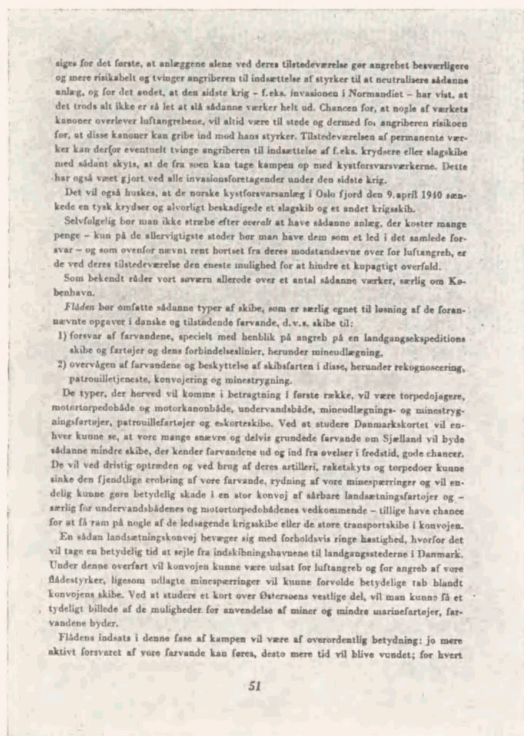 siges for det første, at anlæggene alene ved deres tilstedeværelse gør angrebet besværligere
og mere risikabelt og tvinger angriberen til indsættelse af styrker til at neutralisere sådanne
anlæg, og for det andet, at den sidste krig – f.eks. invasionen i Normandiet – har vist, at
det trods alt ikke er så let at slå sådanne værker helt ud. Chancen for, at nogle af værkets
kanoner overlever luftangrebene, vil altid være til stede og dermed for angriberen risikoen
for, at disse kanoner kan gribe ind mod hans styrker. Tilstedeværelsen af permanente vær-
ker kan derfor eventuelt tvinge angriberen til indsættelse af f.eks. krydsere eller slagskibe
med sådant skyts, at de fra søen kan tage kampen op med kystforsvarsværkerne. Dette
har også været gjort ved alle invasionsforetagender under den sidste krig.
Det vil også huskes, at de norske kystforsvarsanlæg i Oslo fjord den 9.april 1940 sæn-
kede en tysk krydser og alvorligt beskadigede et slagskib og et andet krigsskib.
Selvfølgelig bør man ikke stræbe efter overalt at have sådanne anlæg, der koster mange
penge – kun på de allervigtigste steder bør man have dem som et led i det samlede for-
svar – og som ovenfor nævnt rent bortset fra deres modstandsevne over for luftangreb, er
de ved deres tilstedeværelse den eneste mulighed for at hindre et kupagtigt overfald.
Som bekendt råder vort søværn allerede over et antal sådanne værker, særlig om Kø-
benhavn.
Flåden bør omfatte sådanne typer af skibe, som er særlig egnet til løsning af de foran-
nævnte opgaver i danske og tilstødende farvande, d.v.s. skibe til:
1) forsvar af farvandene, specielt med henblik på angreb på en landgangsekspeditions
skibe og fartøjer og dens forbindelseslinier, herunder mineudlægning,
2) overvågen af farvandene og beskyttelse af skibsfarten i disse, herunder rekognoscering,
patrouilletjeneste, konvojering og minestrygning.
De typer, der herved vil komme i betragtning i første række, vil være torpedojagere,
motortorpedobåde og motorkanonbåde, undervandsbåde, mineudlægnings- og minestryg-
ningsfartøjer, patrouillefartøjer og eskorteskibe. Ved at studere Danmarkskortet vil en-
hver kunne se, at vore mange snævre og delvis grundede farvande om Sjælland vil byde
sådanne mindre skibe, der kender farvandene ud og ind fra øvelser i fredstid, gode chancer.
De vil ved dristig optræden og ved brug af deres artilleri, raketskyts og torpedoer kunne
sinke den fjendtlige erobring af vore farvande, rydning af vore minespærringer og vil en-
delig kunne gøre betydelig skade i en stor konvoj af sårbare landsætningsfartøjer og –
særlig for undervandsbådenes og motortorpedobådenes vedkommende – tillige have chance
for at få ram på nogle af de ledsagende krigsskibe eller de store transportskibe i konvojen.
En sådan landsætningskonvoj bevæger sig med forholdsvis ringe hastighed, hvorfor det
vil tage en betydelig tid at sejle fra indskibningshavnene til landgangsstederne i Danmark.
Under denne overfart vil konvojen kunne være udsat for luftangreb og for angreb af vore
flådestyrker, ligesom udlagte minespærringer vil kunne forvolde betydelige tab blandt
konvojens skibe. Ved at studere et kort over Østersøens vestlige del, vil man kunne få et
tydeligt billede af de muligheder for anvendelse af miner og mindre marinefartøjer, far-
vandene byder.
Flådens indsats i denne fase af kampen vil være af overordentlig betydning: jo mere
aktivt forsvaret af vore farvande kan føres, desto mere tid vil blive vundet; for hvert
51